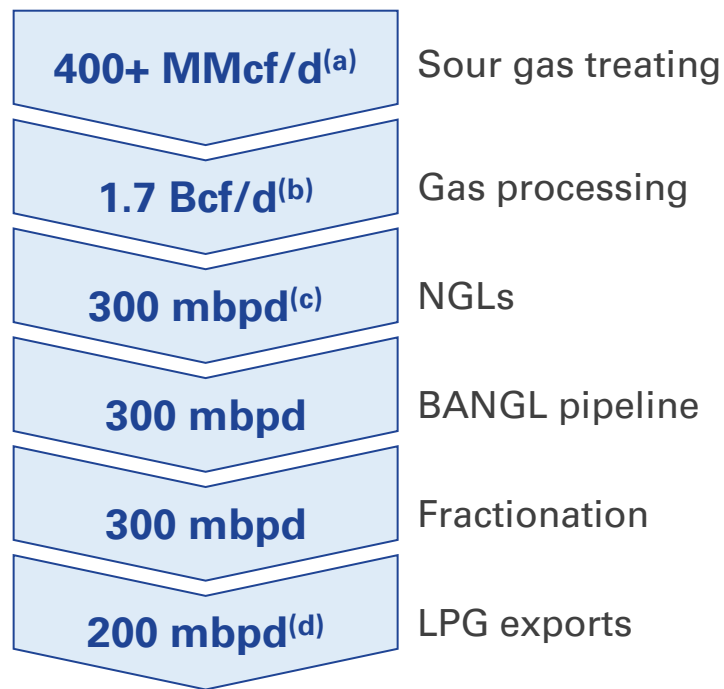 400+ MMcf/d(a) Sour gas treating
1.7 Bcf/d(b) Gas processing
300 mbpd(c) NGLs
300 mbpd BANGL pipeline
300 mbpd Fractionation
200 mbpd(d) LPG exports